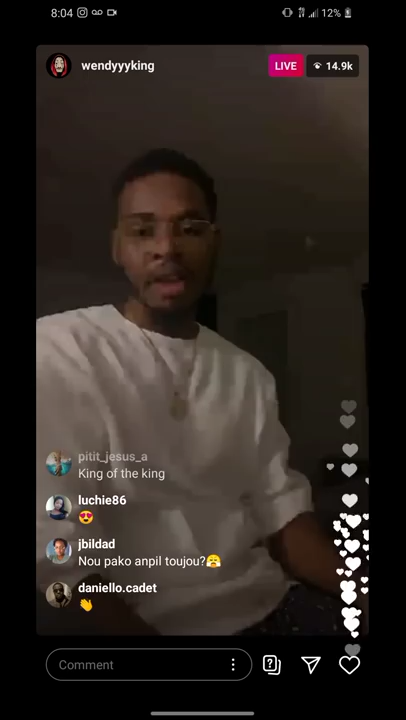 8:04
12%
wendyyyking
LIVE
14.9k
pitit_jesus_a
King of the king
luchie86
😍
jbildad
Nou pako anpil toujou?😤
daniello.cadet
👏
Comment